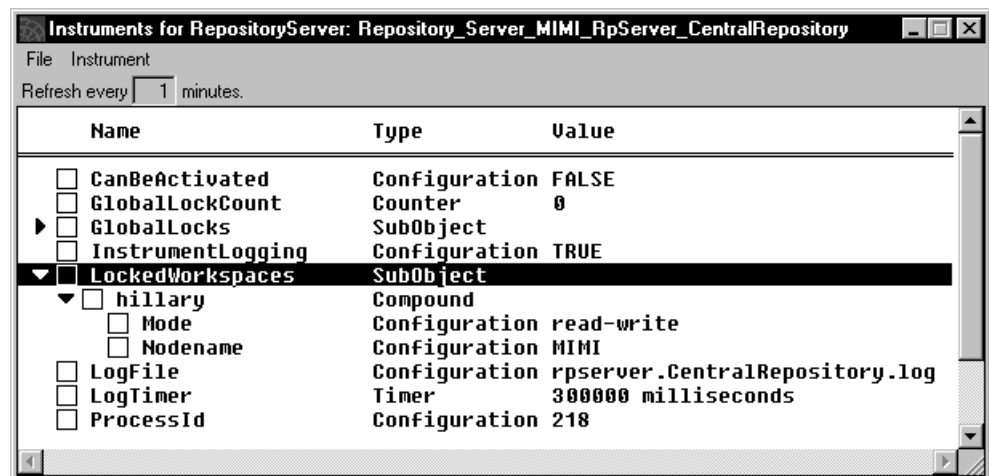 Instruments for RepositoryServer: Repository_Server_MIMI_RpServer_CentralRepository
File Instrument
Refresh every 1 minutes.
Name Type Value
CanBeActivated Configuration FALSE
GlobalLockCount Counter 0
GlobalLocks SubObject
InstrumentLogging Configuration TRUE
LockedWorkspaces SubObject
hillary Compound
Mode Configuration read-write
Nodename Configuration MIMI
LogFile Configuration rpserver.CentralRepository.log
LogTimer Timer 300000 milliseconds
ProcessId Configuration 218